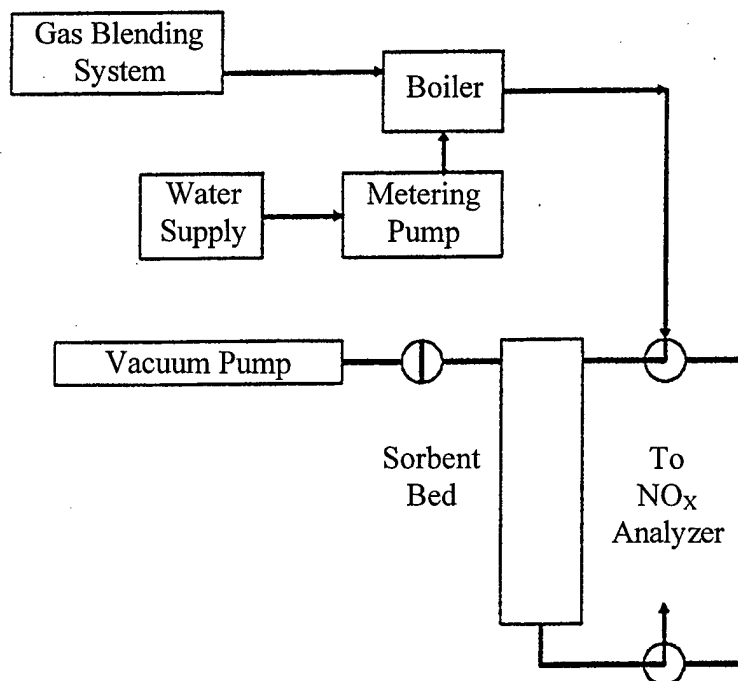 Gas Blending
System
Boiler
Water
Supply
Metering
Pump
Vacuum Pump
Sorbent
Bed
To
NOX
Analyzer